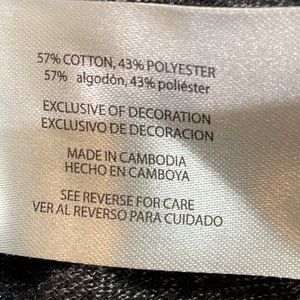 57% COTTON, 43% POLYESTER
57% algodón, 43% poliéster
EXCLUSIVE OF DECORATION
EXCLUSIVO DE DECORACION
MADE IN CAMBODIA
HECHO EN CAMBOYA
SEE REVERSE FOR CARE
VER AL REVERSO PARA CUIDADO